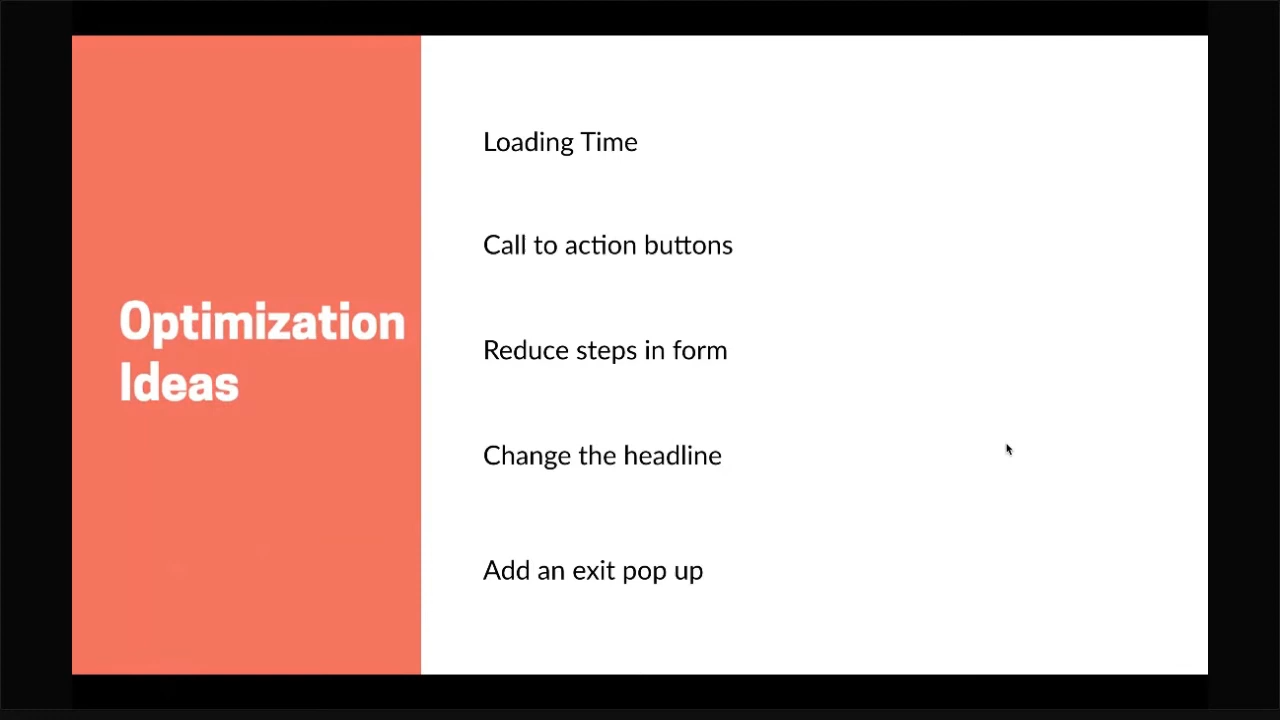 Optimization
Ideas
Loading Time
Call to action buttons
Reduce steps in form
Change the headline
Add an exit pop up